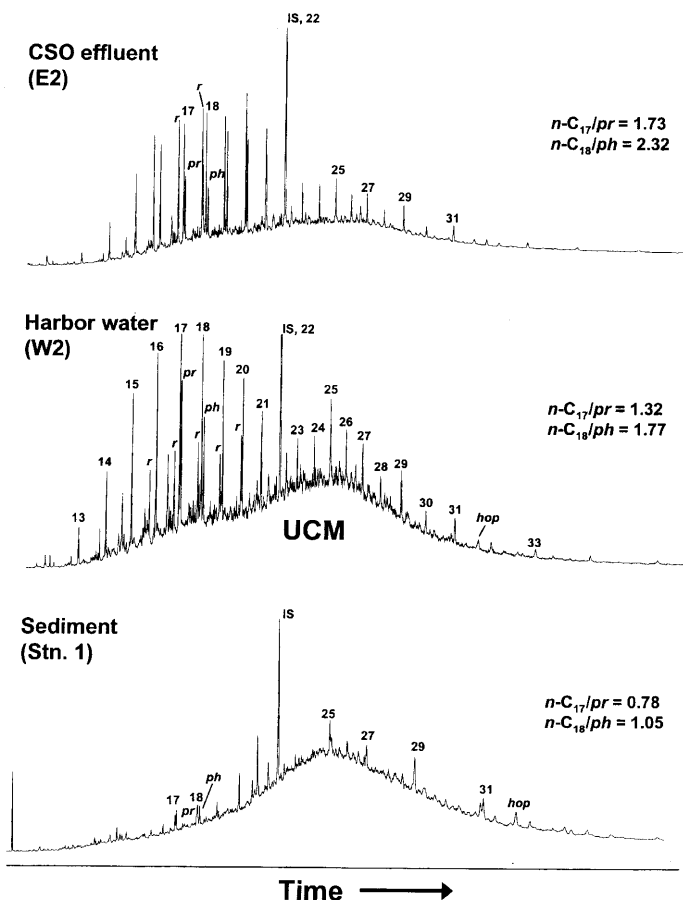 IS, 22
CSO effluent
(E2)
r
r 17 18
n-C17/pr = 1.73
n-C18/ph = 2.32
pr
ph
25
27
29
31
Harbor water
(W2)
17 18
IS, 22
16
19
pr
20
15
ph
21
25
n-C17/pr = 1.32
n-C18/ph = 1.77
r r r r r
23 24
26
27
14
28 29
13
30 31
hop
33
UCM
Sediment
(Stn. 1)
IS
n-C17/pr = 0.78
n-C18/ph = 1.05
25
27
29
ph
17 18
pr
31
hop
Time